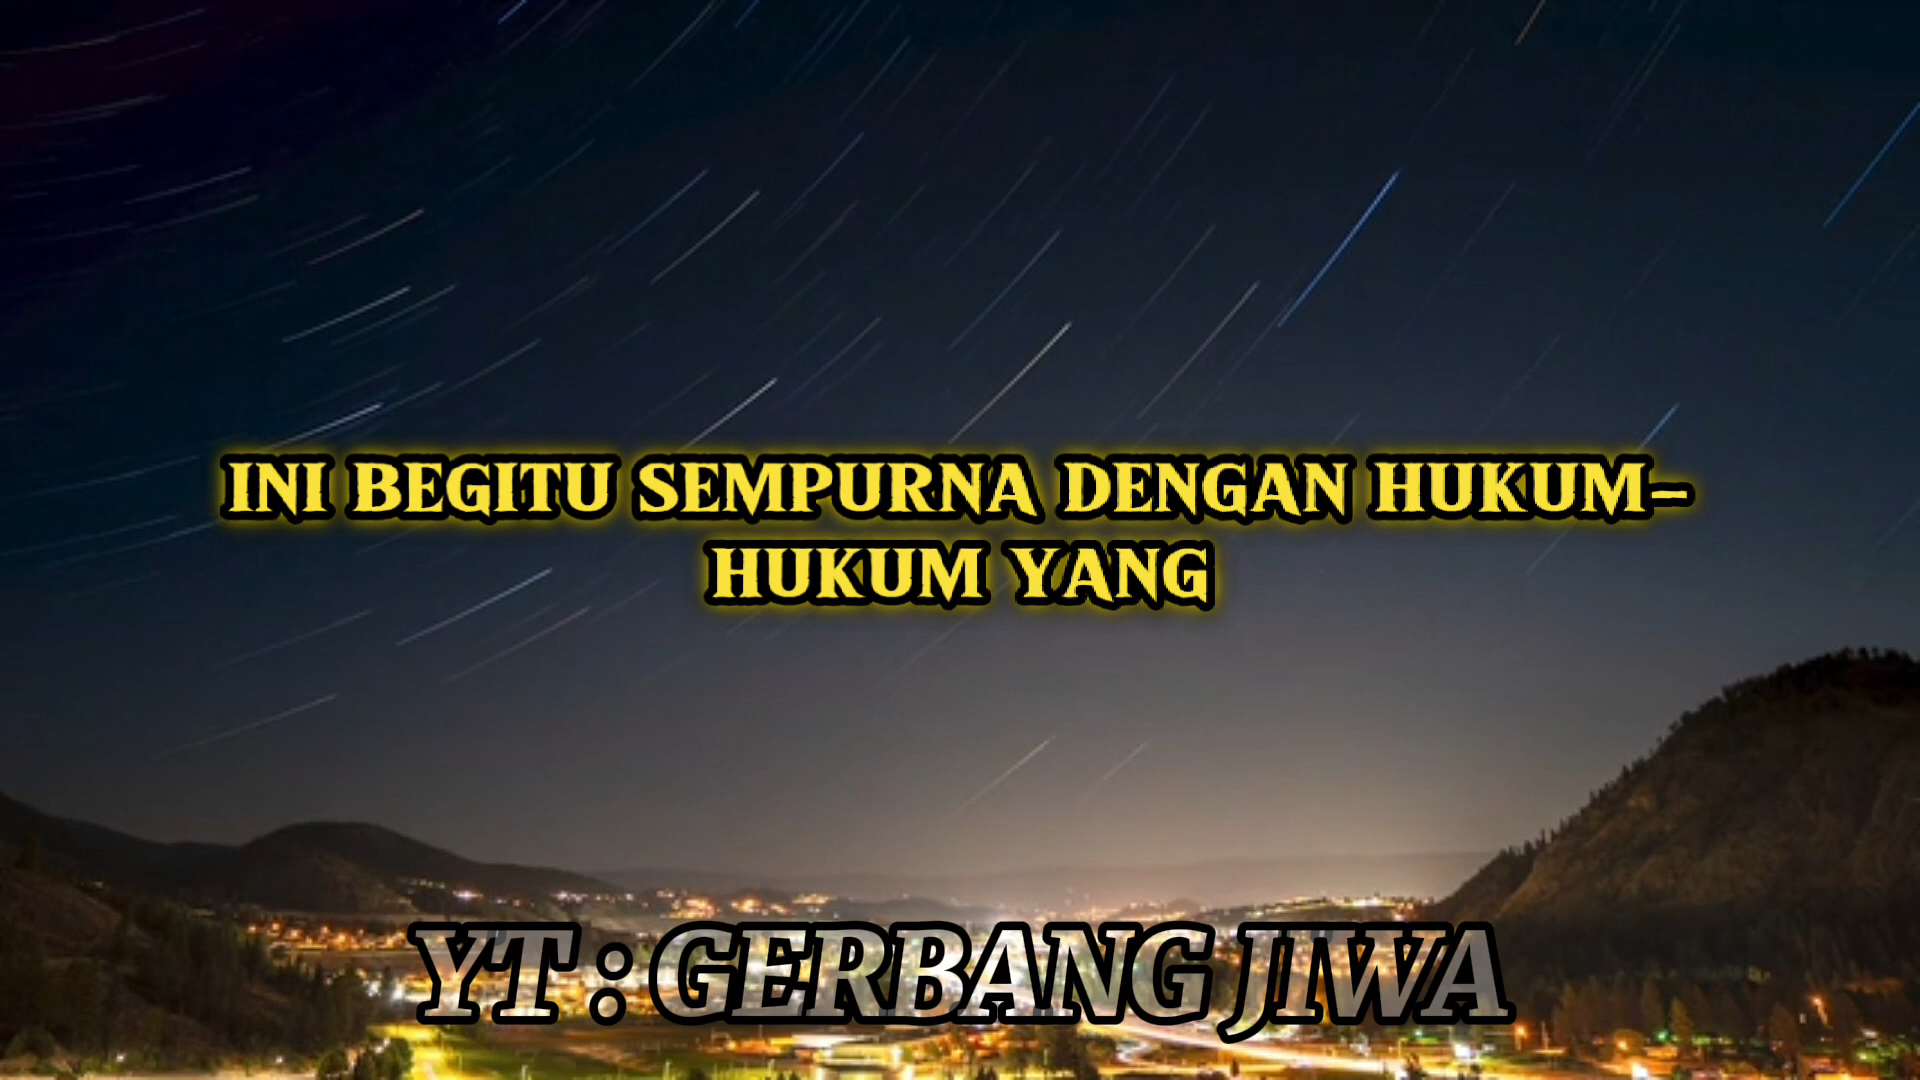 INI BEGITU SEMPURNA DENGAN HUKUM-
HUKUM YANG
YT : GERBANG JIWA